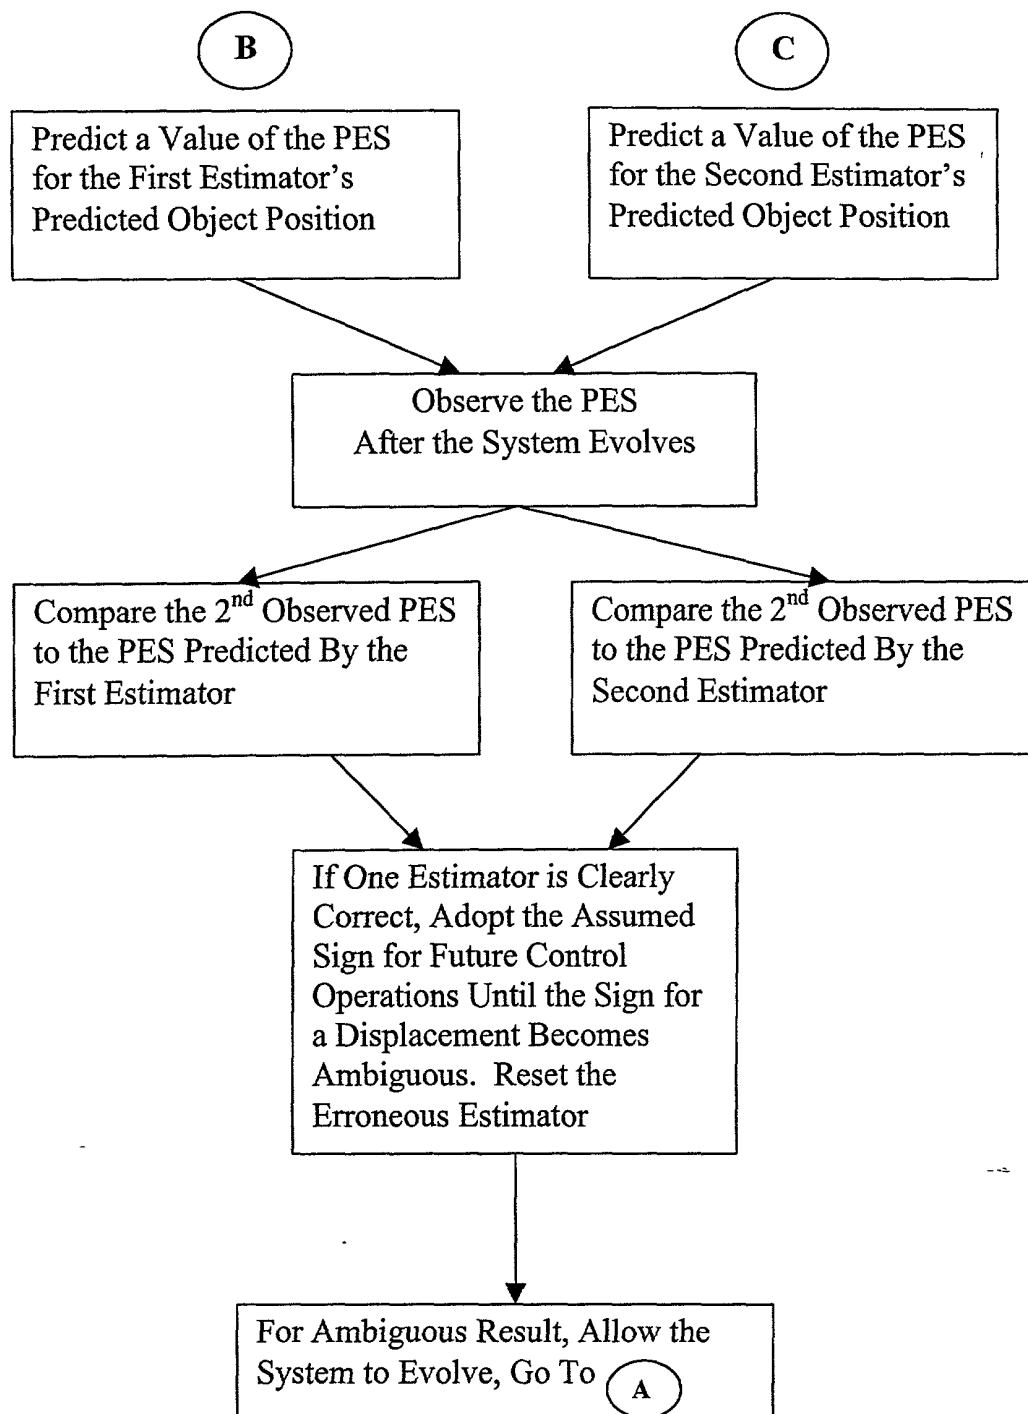 B
C
Predict a Value of the PES
for the First Estimator's
Predicted Object Position
Predict a Value of the PES
for the Second Estimator's
Predicted Object Position
Observe the PES
After the System Evolves
Compare the 2nd Observed PES
to the PES Predicted By the
First Estimator
Compare the 2nd Observed PES
to the PES Predicted By the
Second Estimator
If One Estimator is Clearly
Correct, Adopt the Assumed
Sign for Future Control
Operations Until the Sign for
a Displacement Becomes
Ambiguous. Reset the
Erroneous Estimator
For Ambiguous Result, Allow the
System to Evolve, Go To A